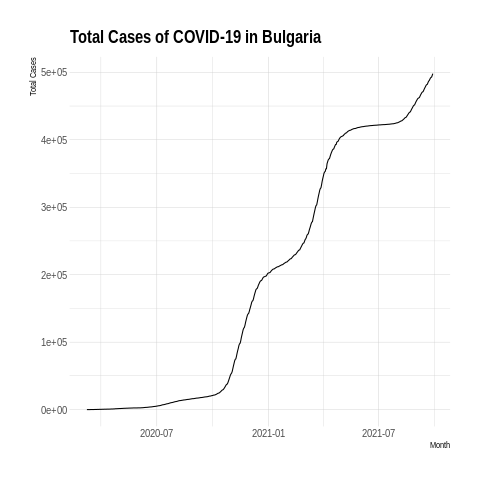 Total Cases of COVID-19 in Bulgaria
Total Cases
5e+05
4e+05
3e+05
2e+05
1e+05
0e+00
2020-07
2021-01
2021-07
Month